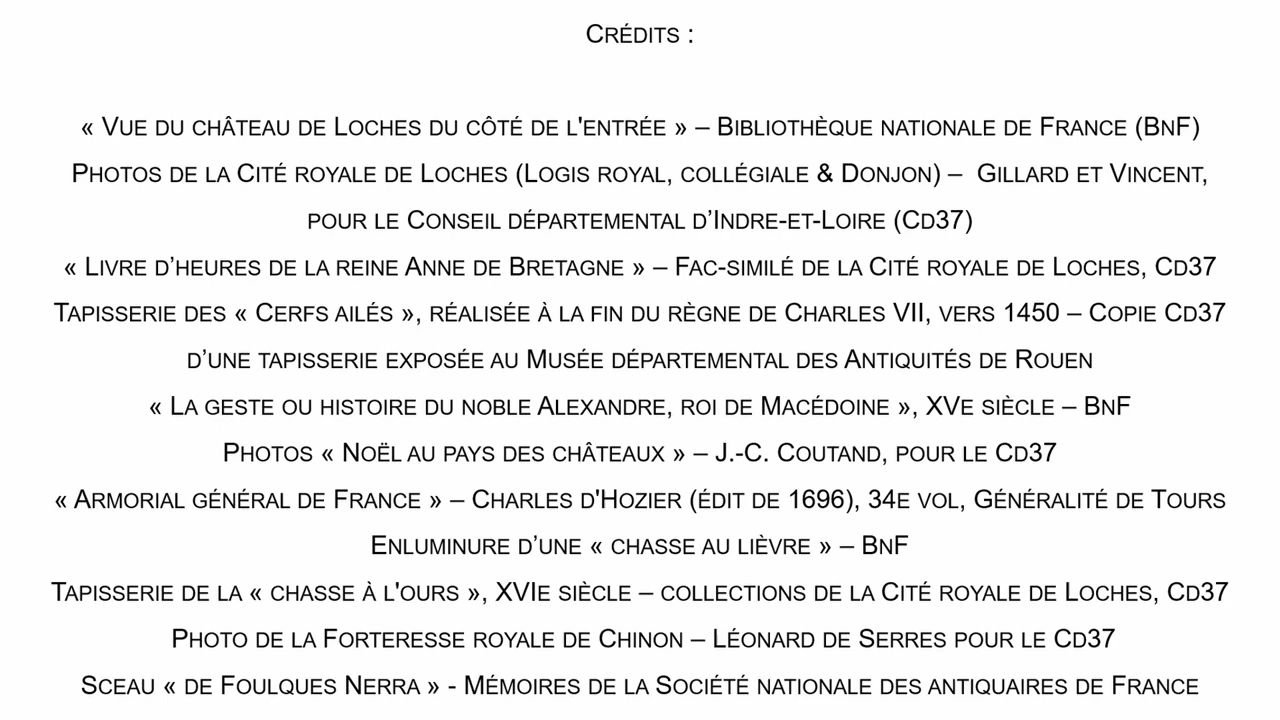 Crédits :
« Vue du château de Loches du côté de l'entrée » – Bibliothèque nationale de France (BnF)
Photos de la Cité royale de Loches (Logis royal, collégiale & Donjon) – Gillard et Vincent,
pour le Conseil départemental d’Indre-et-Loire (Cd37)
« Livre d’heures de la reine Anne de Bretagne » – Fac-similé de la Cité royale de Loches, Cd37
Tapisserie des « Cerfs ailés », réalisée à la fin du règne de Charles VII, vers 1450 – Copie Cd37
d’une tapisserie exposée au Musée départemental des Antiquités de Rouen
« La geste ou histoire du noble Alexandre, roi de Macédoine », XVe siècle – BnF
Photos « Noël au pays des châteaux » – J.-C. Coutand, pour le Cd37
« Armorial général de France » – Charles d'Hozier (édit de 1696), 34e vol, Généralité de Tours
Enluminure d’une « chasse au lièvre » – BnF
Tapisserie de la « chasse à l'ours », XVIe siècle – collections de la Cité royale de Loches, Cd37
Photo de la Forteresse royale de Chinon – Léonard de Serres pour le Cd37
Sceau « de Foulques Nerra » - Mémoires de la Société nationale des antiquaires de France